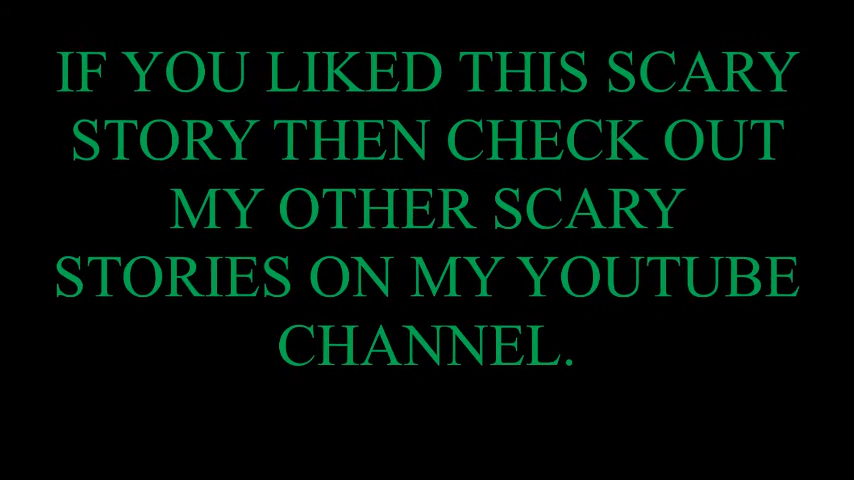 IF YOU LIKED THIS SCARY
STORY THEN CHECK OUT
MY OTHER SCARY
STORIES ON MY YOUTUBE
CHANNEL.